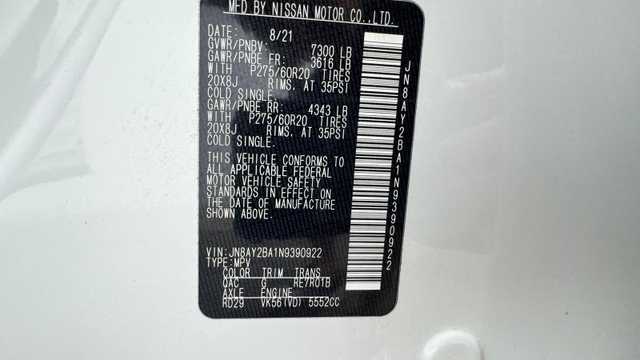 MFD BY NISSAN MOTOR CO.,LTD.
DATE: 8/21
GVWR/PNBV: 7300 LB
GAWR/PNBE FR: 3616 LB
WITH P275/60R20 TIRES
20X8J RIMS, AT 35PSI
COLD SINGLE.
GAWR/PNBE RR: 4343 LB
WITH P275/60R20 TIRES
20X8J RIMS, AT 35PSI
COLD SINGLE.
THIS VEHICLE CONFORMS TO
ALL APPLICABLE FEDERAL
MOTOR VEHICLE SAFETY
STANDARDS IN EFFECT ON
THE DATE OF MANUFACTURE
SHOWN ABOVE.
VIN: JN8AY2BA1N9390922
TYPE: MPV
COLOR TRIM TRANS
QAC G RE7R01B
AXLE ENGINE
RD29 VK56(VD) 5552CC
JN8AY2BA1N9390922